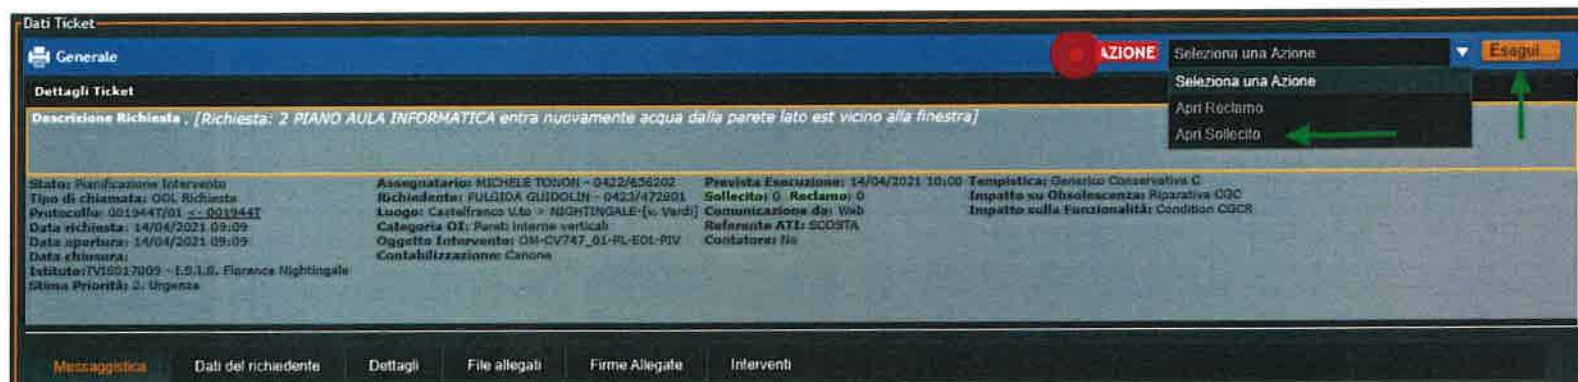 Dati Ticket
Generale
AZIONE
Seleziona una Azione
Esegui...
Seleziona una Azione
Apri Reclamo
Apri Sollecito
Dettagli Ticket
Descrizione Richiesta . [Richiesta: 2 PIANO AULA INFORMATICA entra nuovamente acqua dalla parete lato est vicino alla finestra]
Stato: Pianificazione Intervento
Tipo di chiamata: ODL Richiesta
Protocollo: 001944T/01 <- 001944T
Data richiesta: 14/04/2021 09:09
Data apertura: 14/04/2021 09:09
Data chiusura:
Istituto: TVIS017009 - I.S.I.S. Florence Nightingale
Stima Priorità: 2. Urgenza
Assegnatario: MICHELE TONON - 0422/656202
Richiedente: FULGIDA GUIDOLIN - 0423/472801
Luogo: Castelfranco V.to > NIGHTINGALE-[v. Verdi]
Categoria OI: Pareti interne verticali
Oggetto Intervento: OM-CV747_01-PL-EOL-PIV
Contabilizzazione: Canone
Prevista Esecuzione: 14/04/2021 10:00
Sollecito: 0 Reclamo: 0
Comunicazione da: Web
Referente ATI: SCOSTA
Contatore: No
Tempistica: Generico Conservativa C
Impatto su Obsolescenza: Riparativa CGC
Impatto sulla Funzionalità: Condition CGCR
Messaggistica
Dati del richiedente
Dettagli
File allegati
Firme Allegate
Interventi